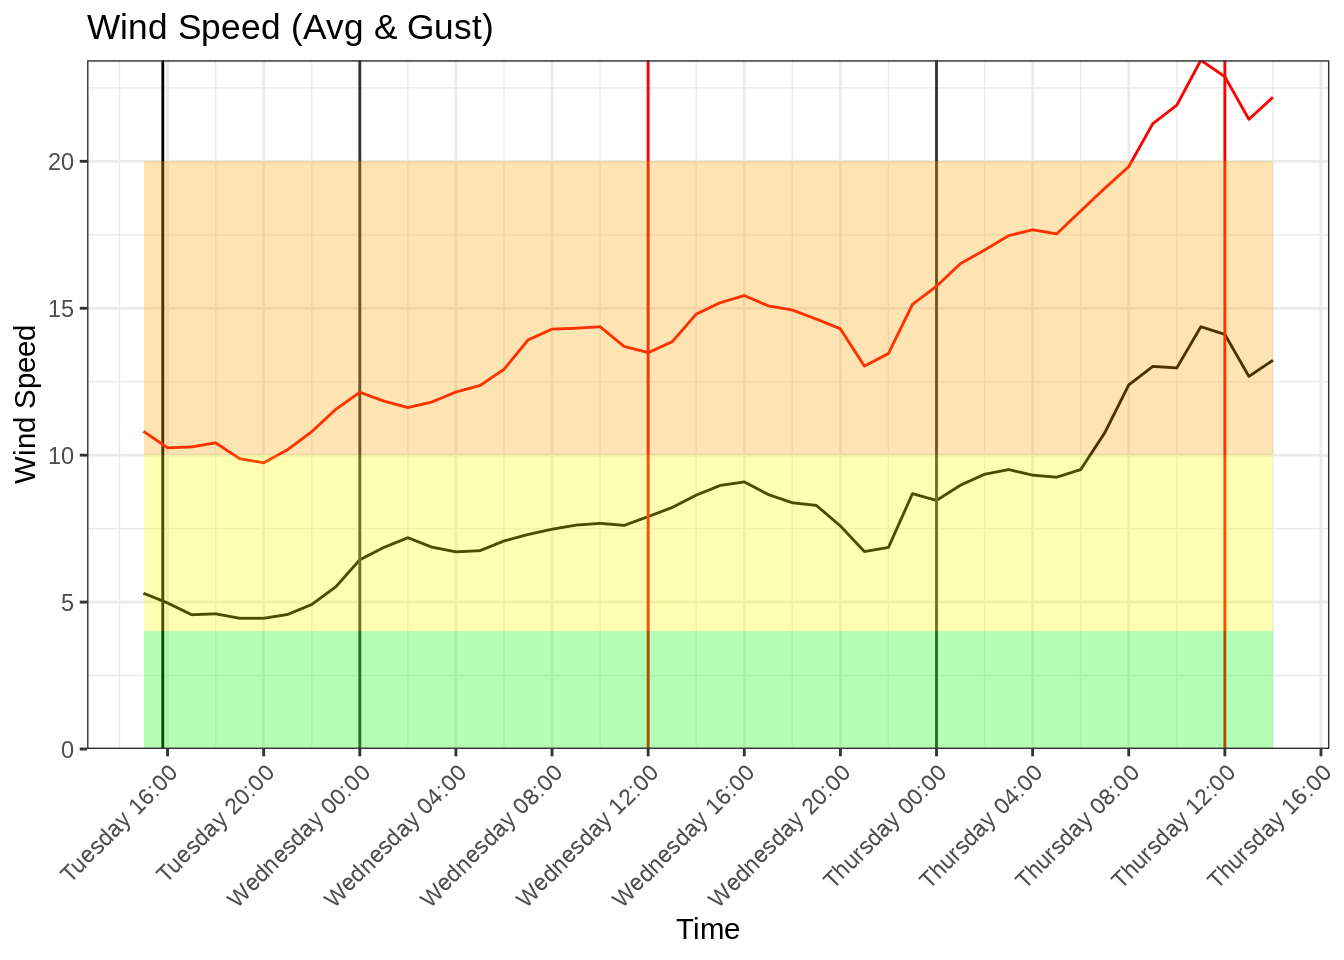 Wind Speed (Avg & Gust)
Wind Speed
20
15
10
5
0
Tuesday 16:00
Tuesday 20:00
Wednesday 00:00
Wednesday 04:00
Wednesday 08:00
Wednesday 12:00
Wednesday 16:00
Wednesday 20:00
Thursday 00:00
Thursday 04:00
Thursday 08:00
Thursday 12:00
Thursday 16:00
Time